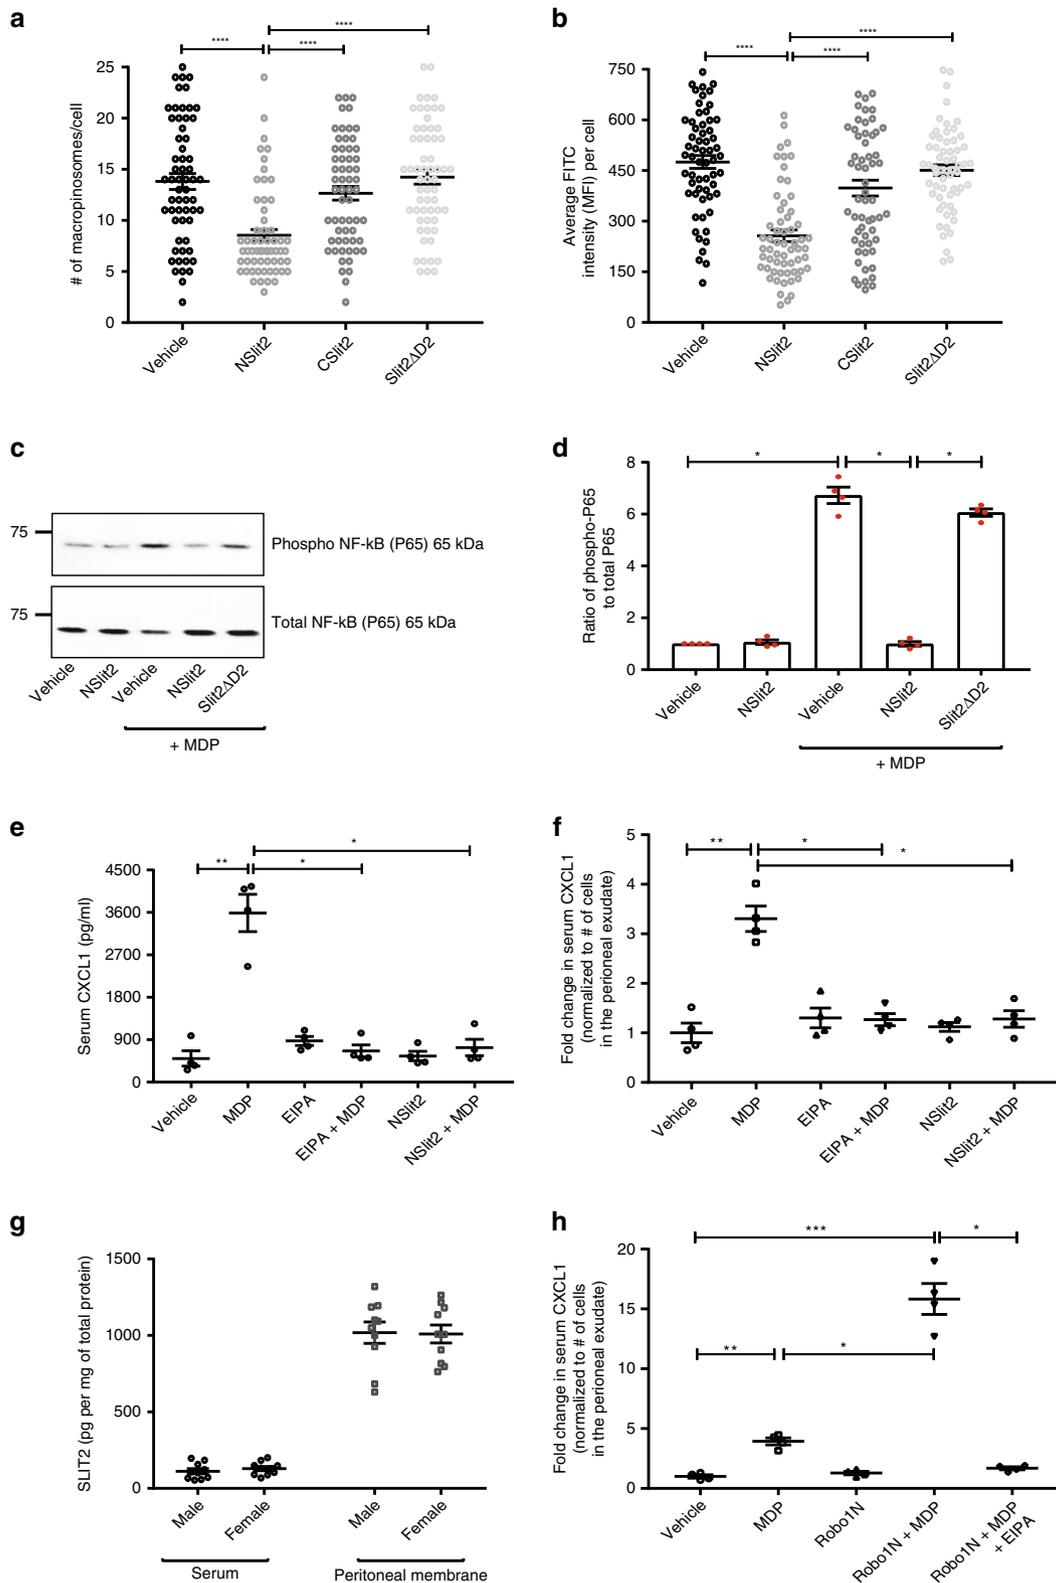 a
****
****
****
# of macropinosomes/cell
25
20
15
10
5
0
Vehicle
NSlit2
CSlit2
Slit2ΔD2
b
****
****
****
Average FITC
intensity (MFI) per cell
750
600
450
300
150
0
Vehicle
NSlit2
CSlit2
Slit2ΔD2
c
75
Phospho NF-kB (P65) 65 kDa
75
Total NF-kB (P65) 65 kDa
Vehicle
NSlit2
Vehicle
NSlit2
Slit2ΔD2
+ MDP
d
* * *
Ratio of phospho-P65
to total P65
8
6
4
2
0
Vehicle
NSlit2
Vehicle
NSlit2
Slit2ΔD2
+ MDP
e
*
** *
Serum CXCL1 (pg/ml)
4500
3600
2700
1800
900
0
Vehicle
MDP
EIPA
EIPA + MDP
NSlit2
NSlit2 + MDP
f
** *
*
Fold change in serum CXCL1
(normalized to # of cells
in the perioneal exudate)
5
4
3
2
1
0
Vehicle
MDP
EIPA
EIPA + MDP
NSlit2
NSlit2 + MDP
g
SLIT2 (pg per mg of total protein)
1500
1000
500
0
Male
Female
Male
Female
Serum
Peritoneal membrane
h
*** *
** *
Fold change in serum CXCL1
(normalized to # of cells
in the perioneal exudate)
20
15
10
5
0
Vehicle
MDP
Robo1N
Robo1N + MDP
Robo1N + MDP
+ EIPA